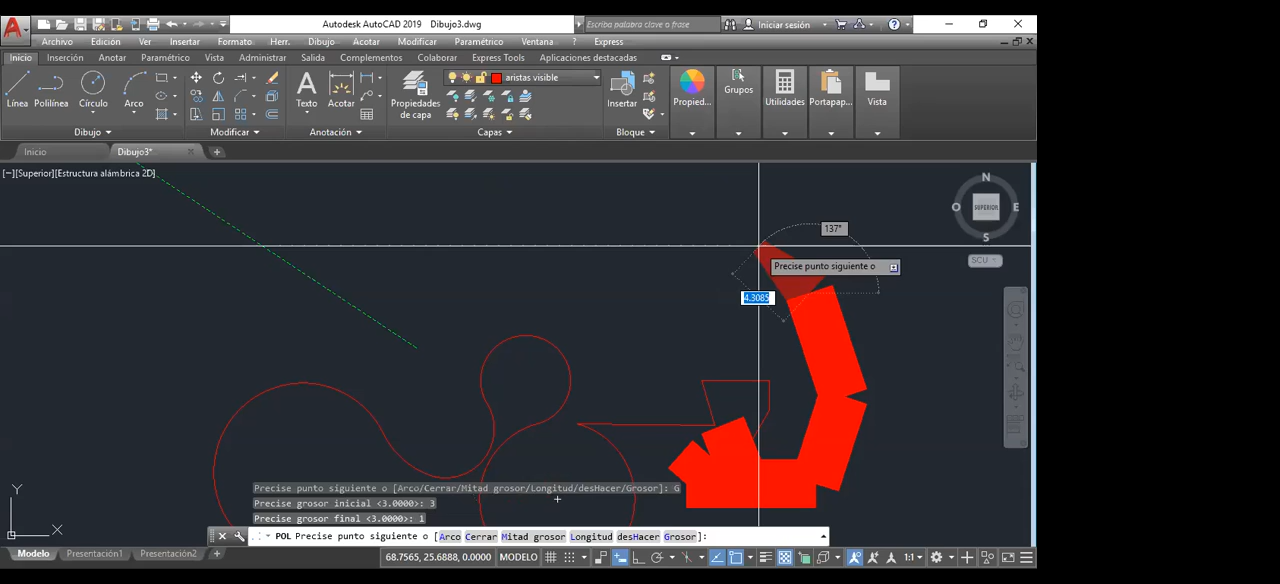 Autodesk AutoCAD 2019 Dibujo3.dwg
Escriba palabra clave o frase
Iniciar sesión
Archivo Edición Ver Insertar Formato Herr. Dibujo Acotar Modificar Paramétrico Ventana ? Express
Inicio Inserción Anotar Paramétrico Vista Administrar Salida Complementos Colaborar Express Tools Aplicaciones destacadas
aristas visible
Línea Polilínea Círculo Arco Texto Acotar Propiedades de capa Insertar Propied... Grupos Utilidades Portapap... Vista
Dibujo Modificar Anotación Capas Bloque
Inicio Dibujo3*
[−][Superior][Estructura alámbrica 2D]
N
O SUPERIOR E
S
SCU
137°
Precise punto siguiente o
4.3085
Precise punto siguiente o [Arco/Cerrar/Mitad grosor/Longitud/desHacer/Grosor]: G
Precise grosor inicial <3.0000>: 3
Precise grosor final <3.0000>: 1
POL Precise punto siguiente o [Arco Cerrar Mitad grosor Longitud desHacer Grosor]:
Y
X
Modelo Presentación1 Presentación2 +
68.7565, 25.6888, 0.0000 MODELO
1:1